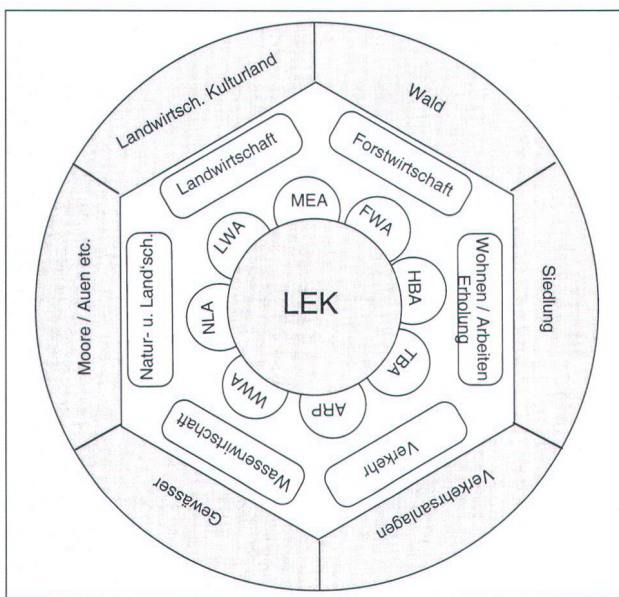 Landwirtsch. Kulturland
Wald
Siedlung
Verkehrsanlagen
Gewässer
Moore / Auen etc.
Landwirtschaft
Forstwirtschaft
Wohnen / Arbeiten
Erholung
Verkehr
Wasserwirtschaft
Natur- u. Land'sch.
MEA
FWA
HBA
TBA
ARP
WWA
NLA
LWA
LEK